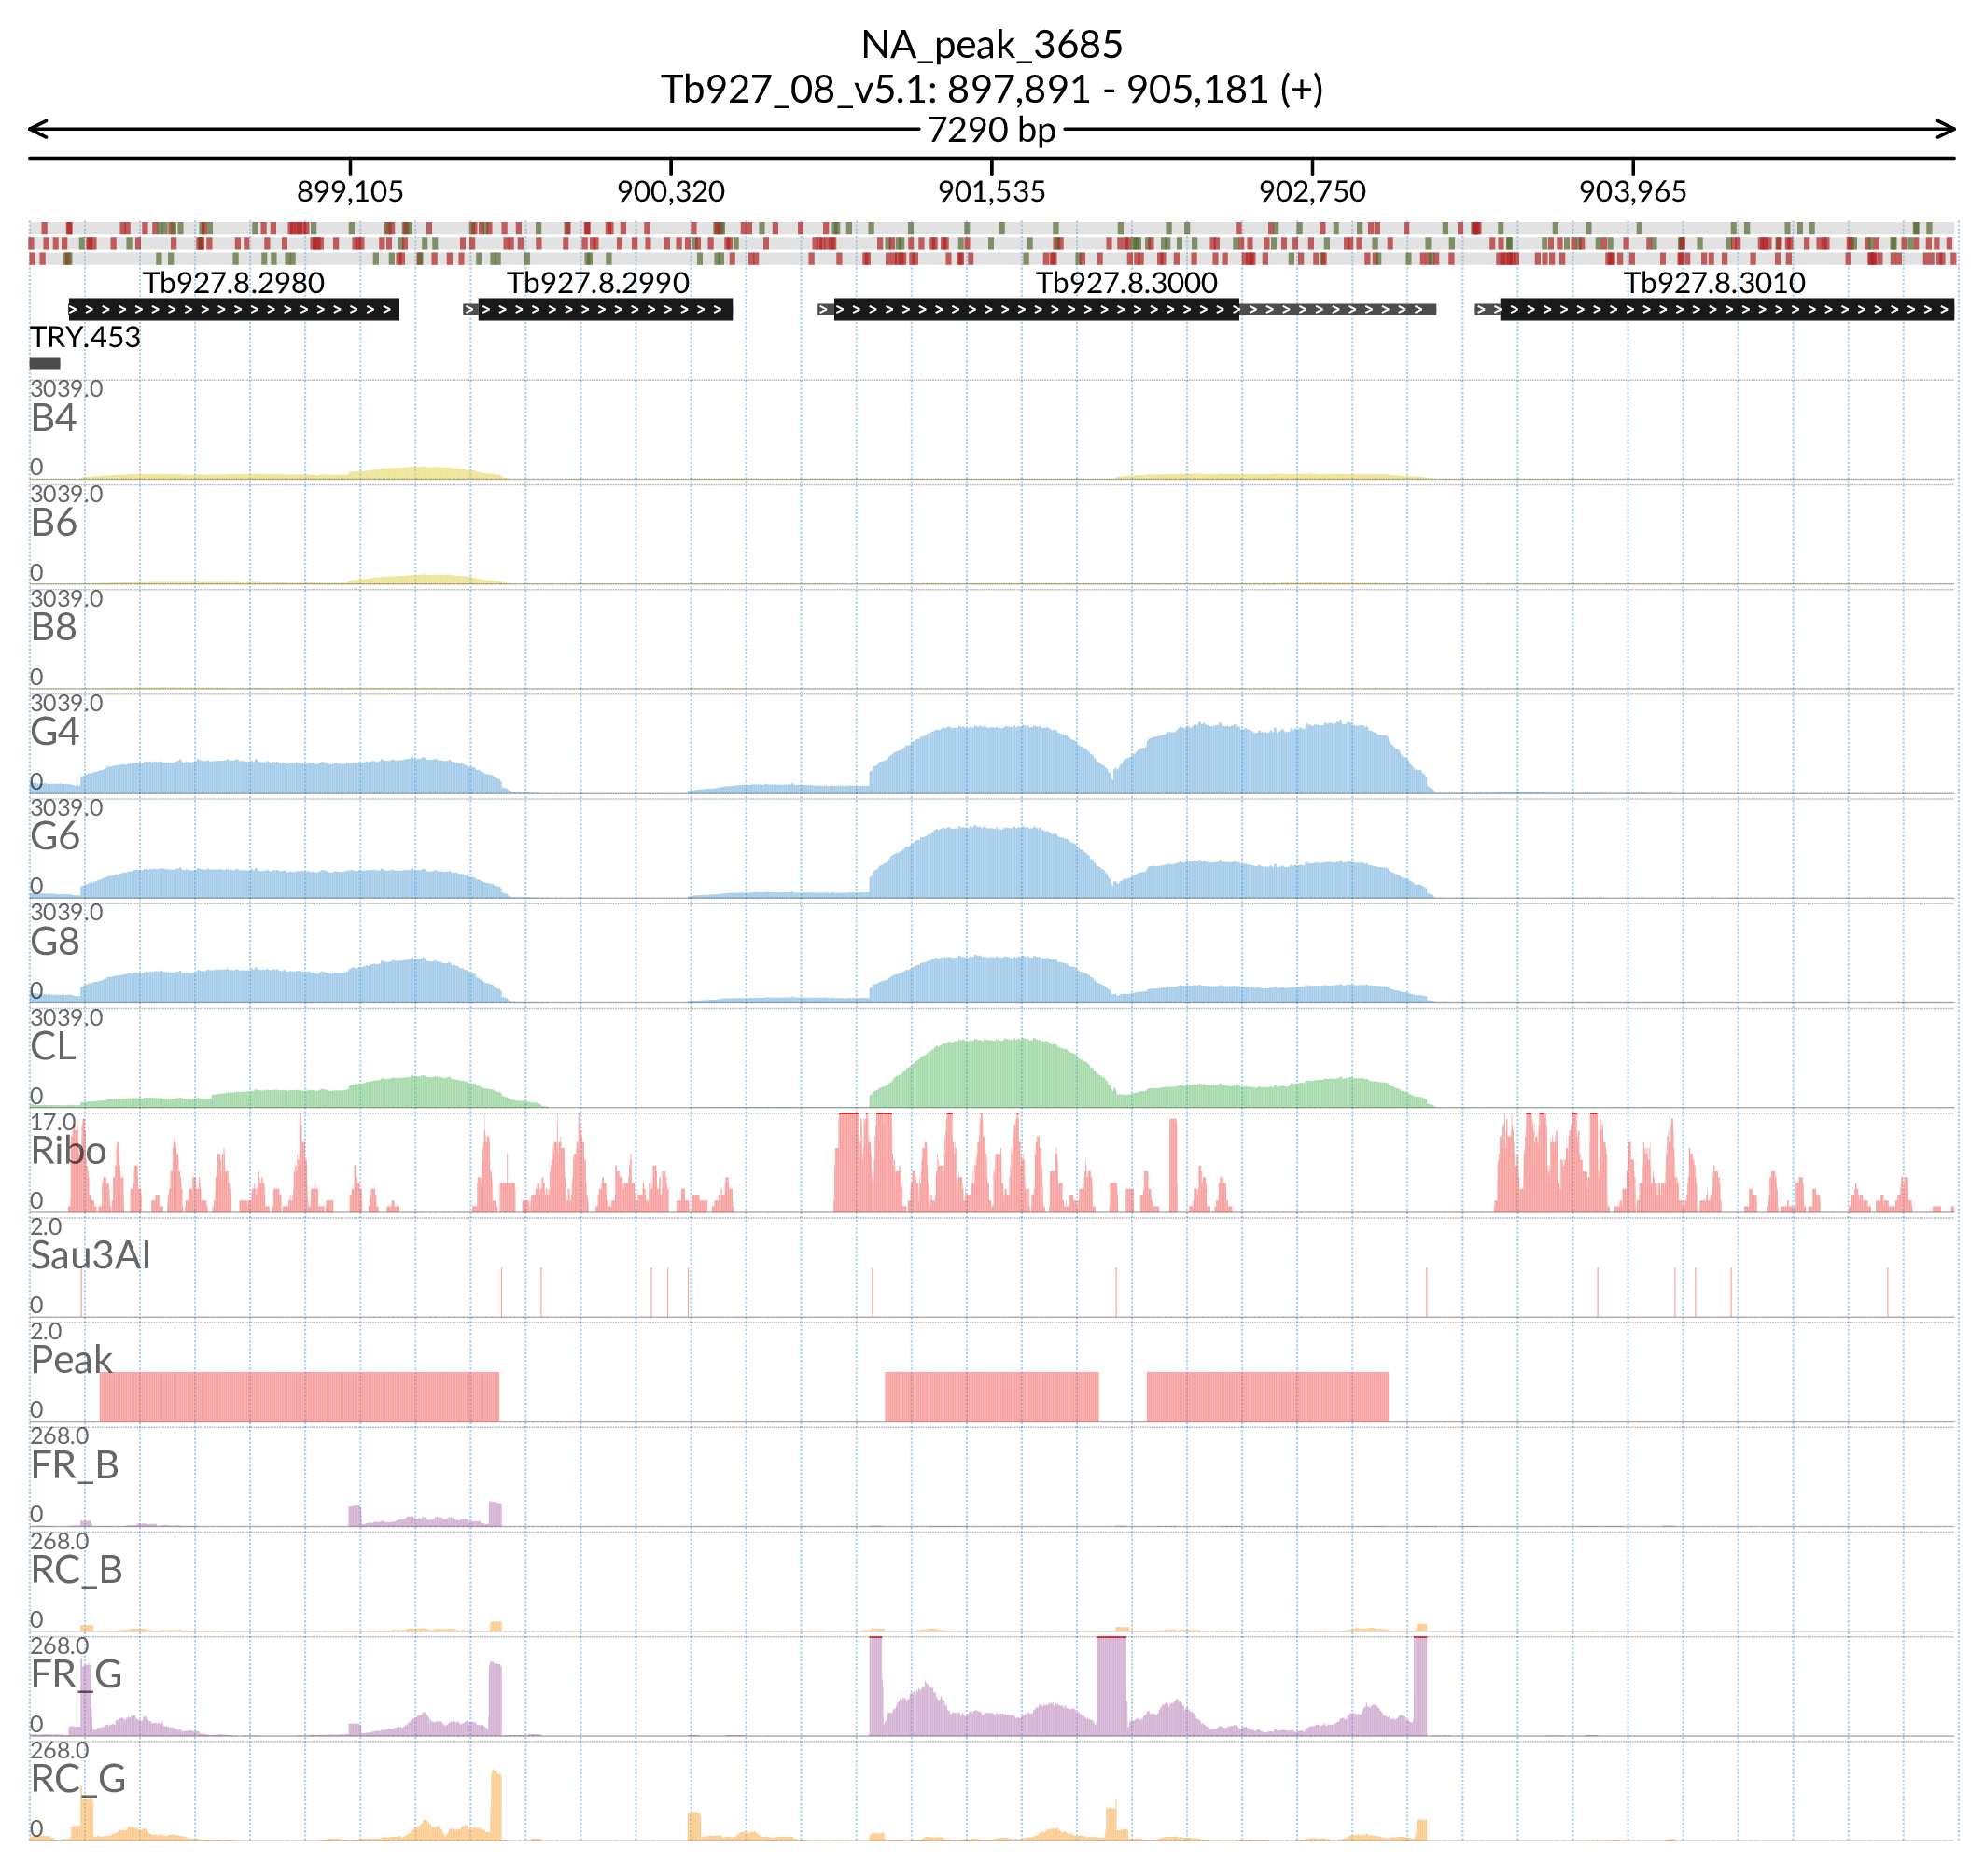 NA_peak_3685
Tb927_08_v5.1: 897,891 - 905,181 (+)
7290 bp
899,105 900,320 901,535 902,750 903,965
Tb927.8.2980 Tb927.8.2990 Tb927.8.3000 Tb927.8.3010
TRY.453
3039.0
B4
0
3039.0
B6
0
3039.0
B8
0
3039.0
G4
0
3039.0
G6
0
3039.0
G8
0
3039.0
CL
0
17.0
Ribo
0
2.0
Sau3AI
0
2.0
Peak
0
268.0
FR_B
0
268.0
RC_B
0
268.0
FR_G
0
268.0
RC_G
0